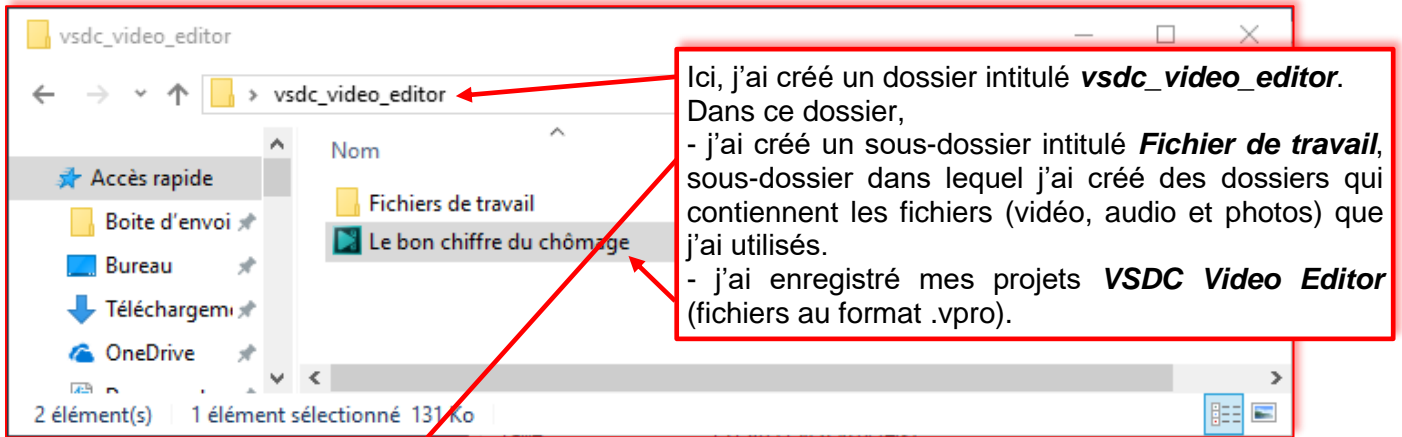 vsdc_video_editor
vsdc_video_editor
Nom
Accès rapide
Boite d'envoi
Bureau
Téléchargem
OneDrive
Fichiers de travail
Le bon chiffre du chômage
2 élément(s) 1 élément sélectionné 131 Ko
Ici, j'ai créé un dossier intitulé vsdc_video_editor.
Dans ce dossier,
- j'ai créé un sous-dossier intitulé Fichier de travail,
sous-dossier dans lequel j'ai créé des dossiers qui
contiennent les fichiers (vidéo, audio et photos) que
j'ai utilisés.
- j'ai enregistré mes projets VSDC Video Editor
(fichiers au format .vpro).